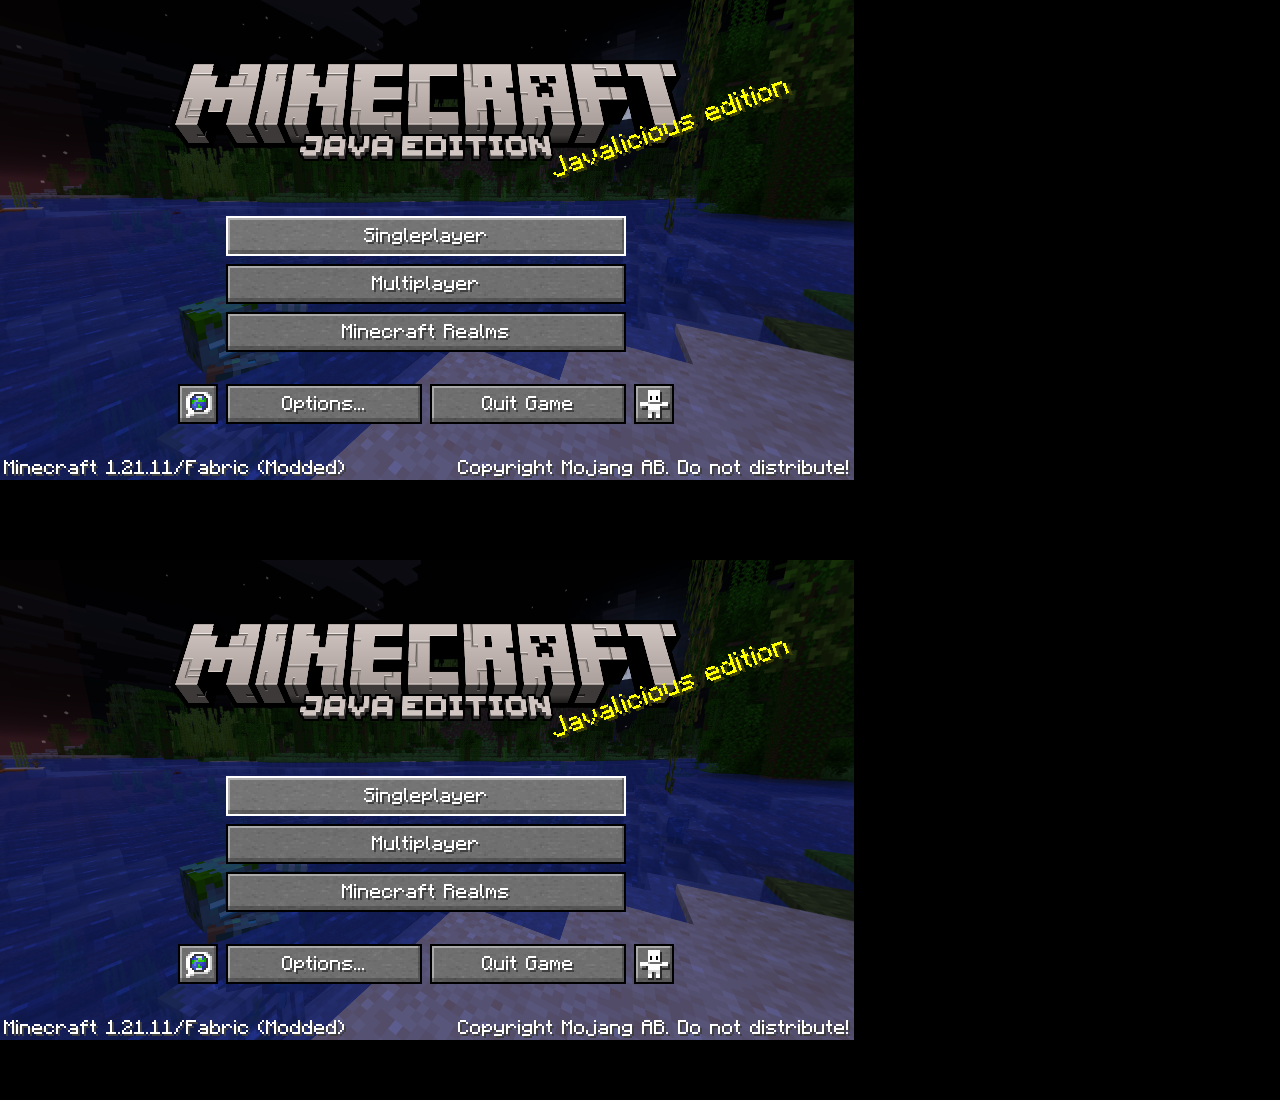 MINECRAFT
JAVA EDITION
Javalicious edition
Singleplayer
Multiplayer
Minecraft Realms
Options...
Quit Game
Minecraft 1.21.11/Fabric (Modded)
Copyright Mojang AB. Do not distribute!
MINECRAFT
JAVA EDITION
Javalicious edition
Singleplayer
Multiplayer
Minecraft Realms
Options...
Quit Game
Minecraft 1.21.11/Fabric (Modded)
Copyright Mojang AB. Do not distribute!